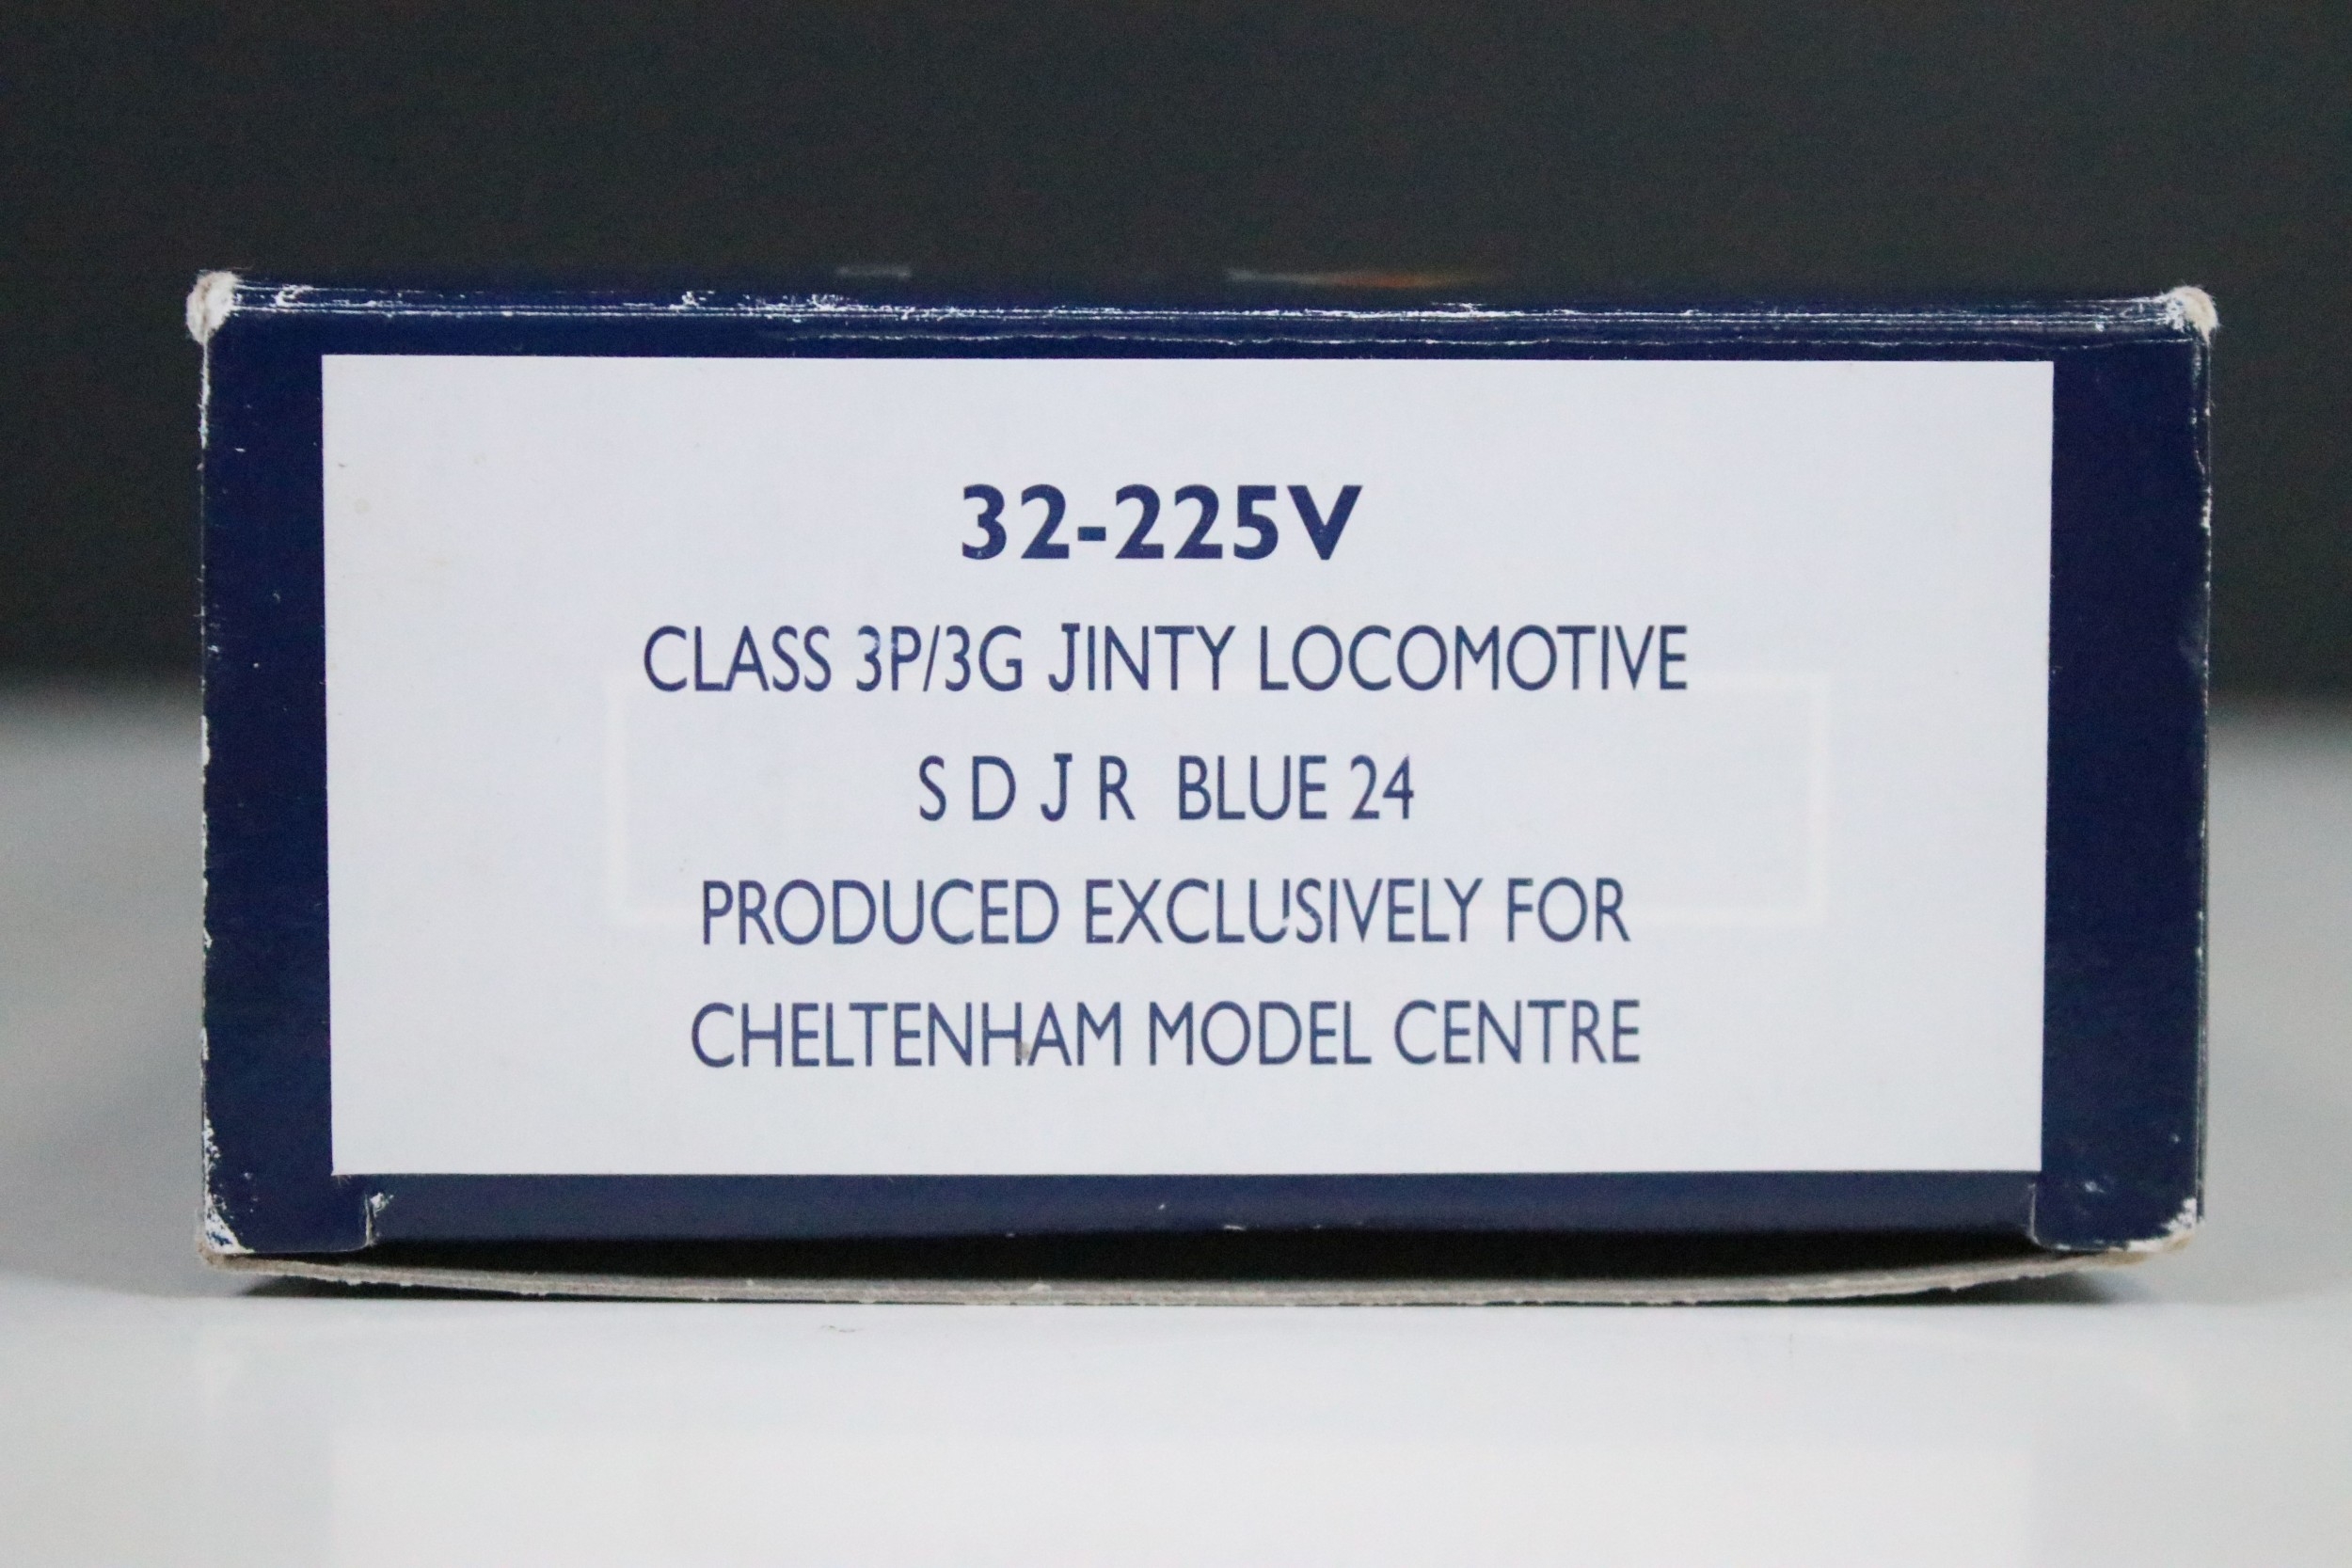 32-225V
CLASS 3P/3G JINTY LOCOMOTIVE
S D J R BLUE 24
PRODUCED EXCLUSIVELY FOR
CHELTENHAM MODEL CENTRE